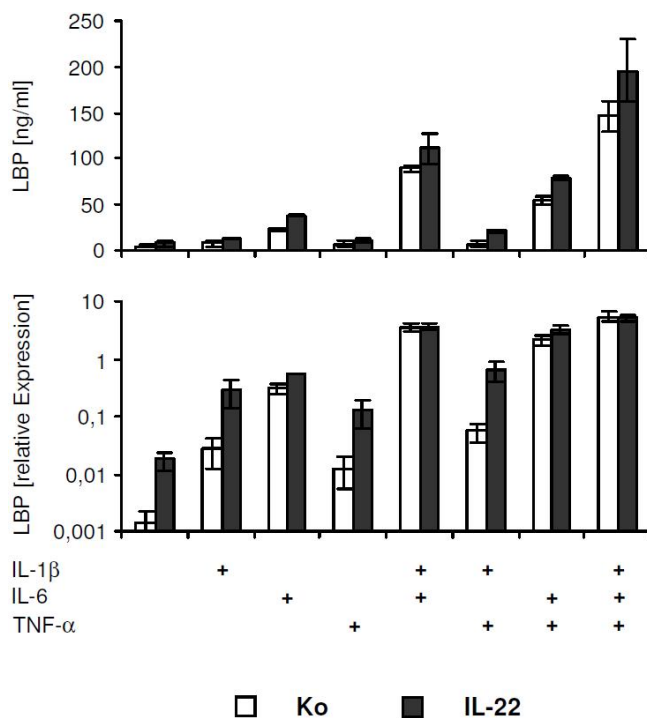 250
200
150
100
50
0
LBP [ng/ml]
10
1
0,1
0,01
0,001
LBP [relative Expression]
IL-1β + + + +
IL-6 + + + +
TNF-α + + + +
Ko IL-22